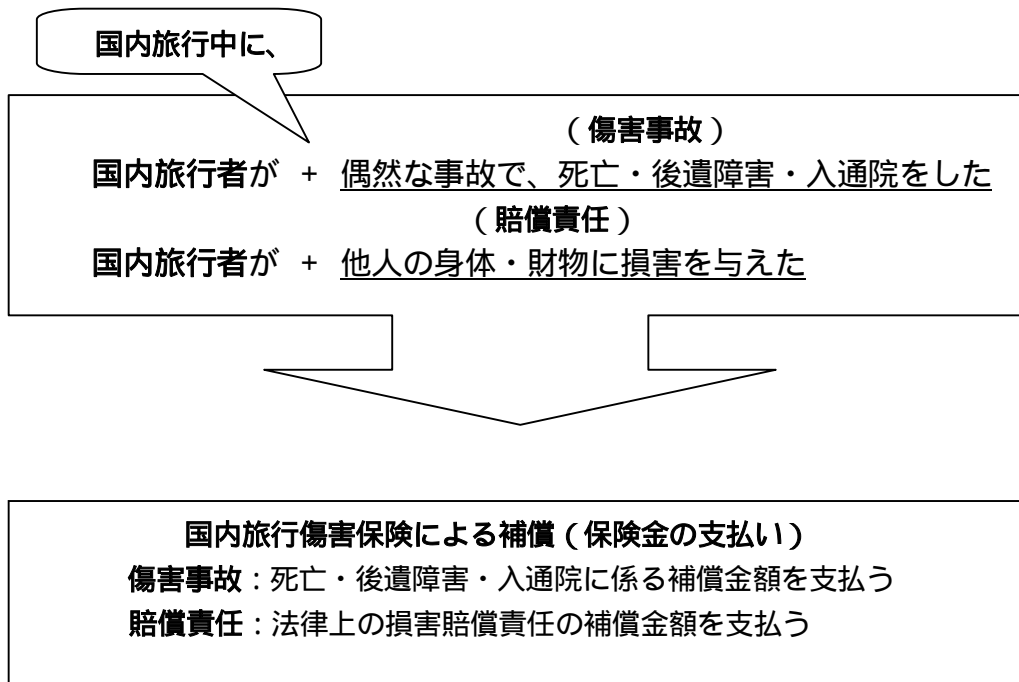 国内旅行中に、
（傷害事故）
国内旅行者が + 偶然な事故で、死亡・後遺障害・入通院をした
（賠償責任）
国内旅行者が + 他人の身体・財物に損害を与えた
国内旅行傷害保険による補償（保険金の支払い）
傷害事故：死亡・後遺障害・入通院に係る補償金額を支払う
賠償責任：法律上の損害賠償責任の補償金額を支払う